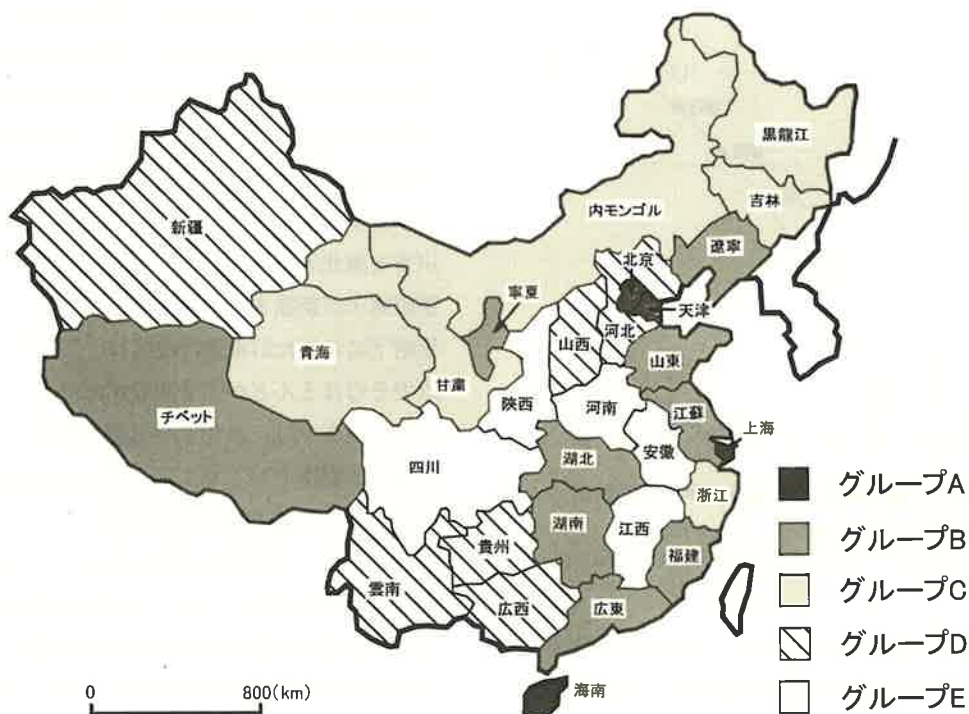 黒龍江
吉林
内モンゴル
遼寧
新疆
北京
天津
寧夏
河北
山西
山東
青海
甘粛
陝西
河南
江蘇
チベット
上海
安徽
四川
湖北
浙江
湖南
江西
貴州
福建
雲南
広西
広東
海南
グループA
グループB
グループC
グループD
グループE
0 800(km)